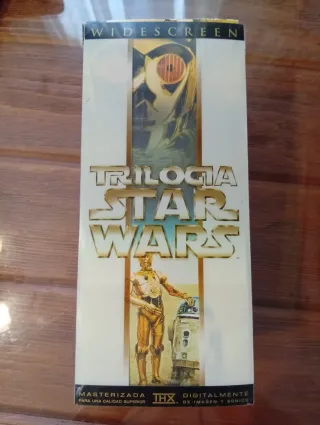 WIDESCREEN
TRILOGIA
STAR
WARS
MASTERIZADA THX DIGITALMENTE
PARA UNA CALIDAD SUPERIOR DE IMAGEN Y SONIDO